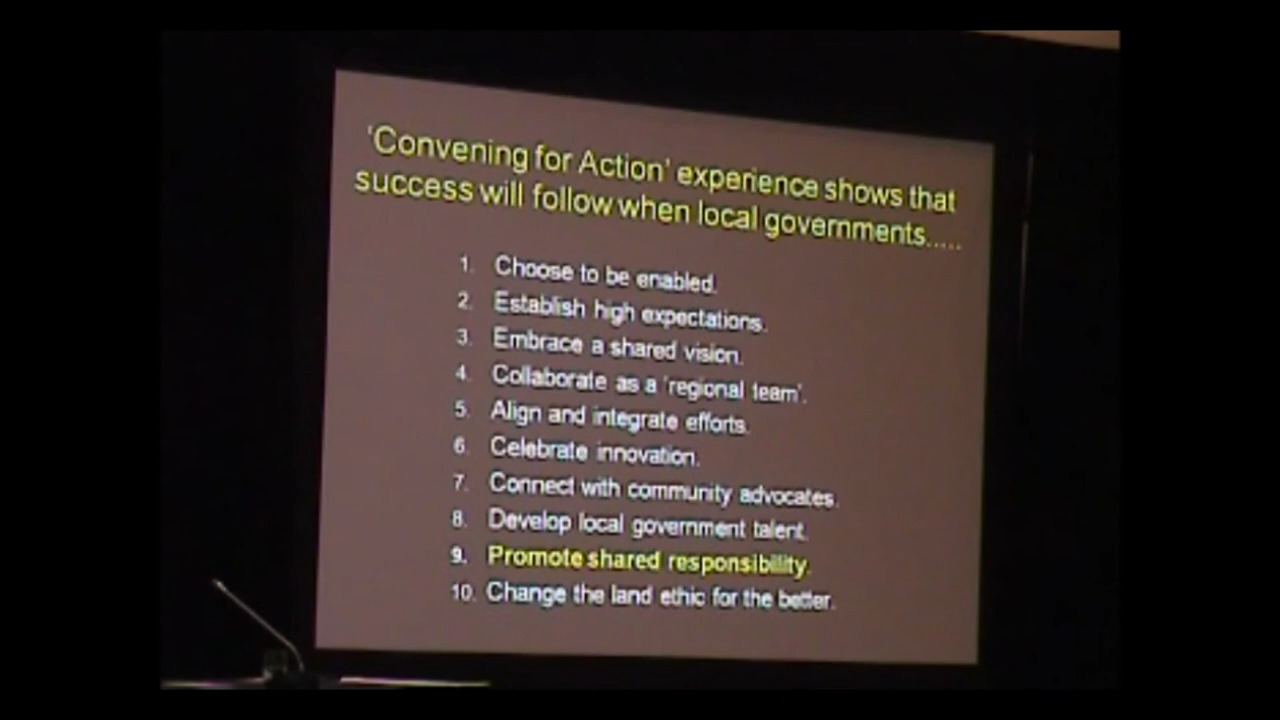 'Convening for Action' experience shows that
success will follow when local governments.....
1. Choose to be enabled.
2. Establish high expectations.
3. Embrace a shared vision.
4. Collaborate as a 'regional team'.
5. Align and integrate efforts.
6. Celebrate innovation.
7. Connect with community advocates.
8. Develop local government talent.
9. Promote shared responsibility.
10. Change the land ethic for the better.